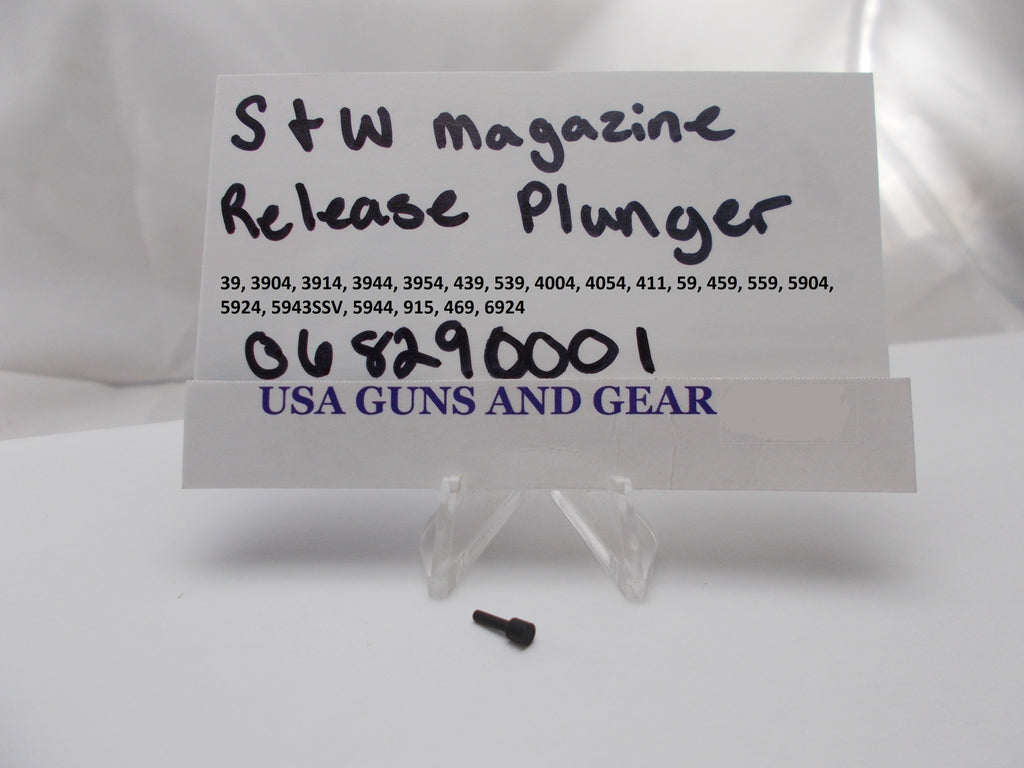 S+W magazine
Release Plunger
39, 3904, 3914, 3944, 3954, 439, 539, 4004, 4054, 411, 59, 459, 559, 5904,
5924, 5943SSV, 5944, 915, 469, 6924
068290001
USA GUNS AND GEAR